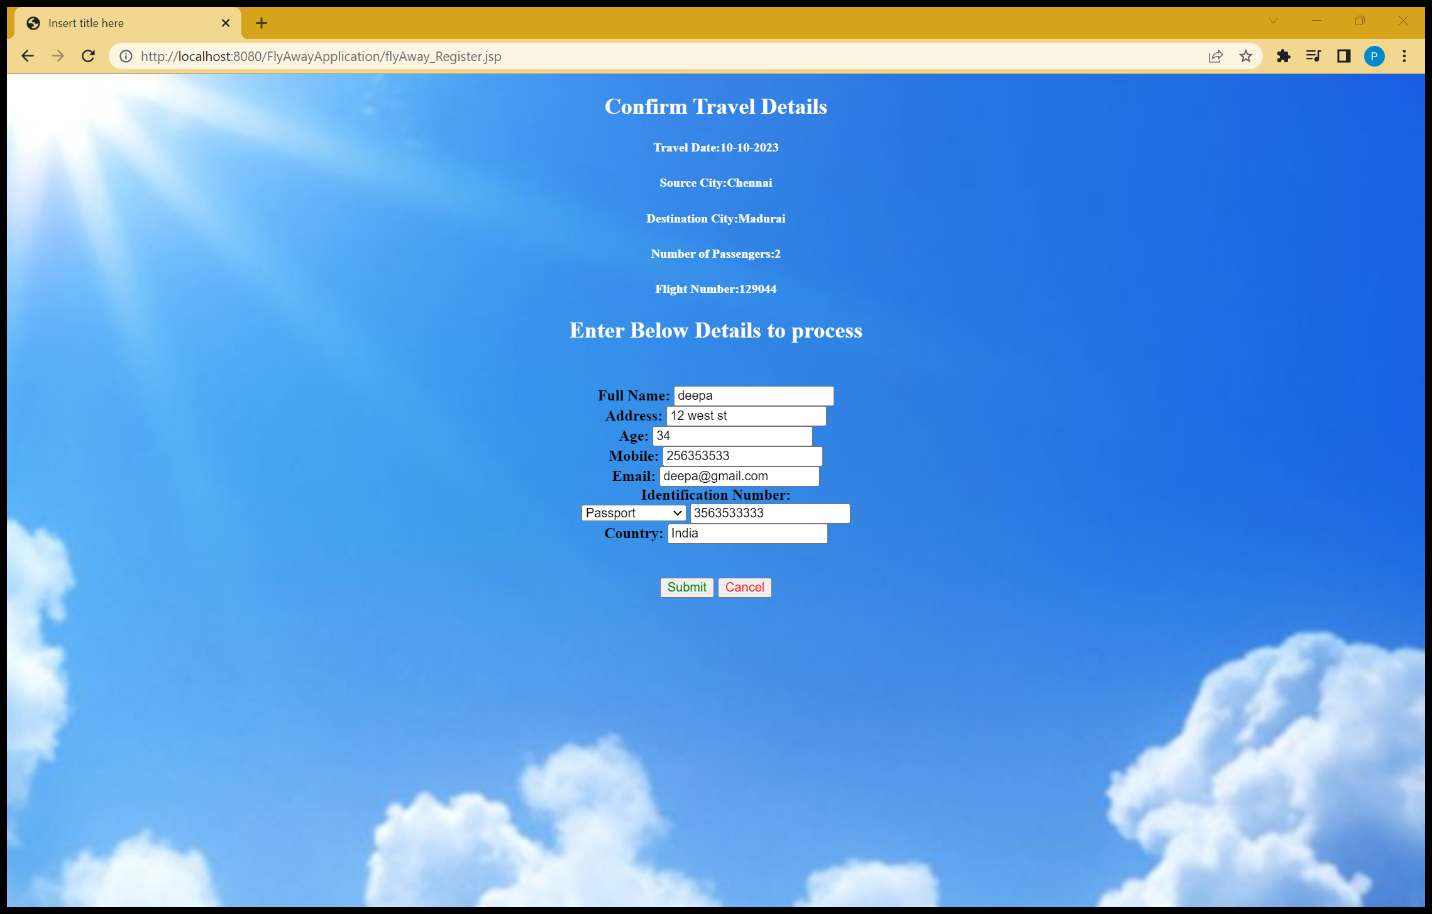 Insert title here
http://localhost:8080/FlyAwayApplication/flyAway_Register.jsp
P
Confirm Travel Details
Travel Date:10-10-2023
Source City:Chennai
Destination City:Madurai
Number of Passengers:2
Flight Number:129044
Enter Below Details to process
Full Name: deepa
Address: 12 west st
Age: 34
Mobile: 256353533
Email: deepa@gmail.com
Identification Number:
Passport 3563533333
Country: India
Submit Cancel